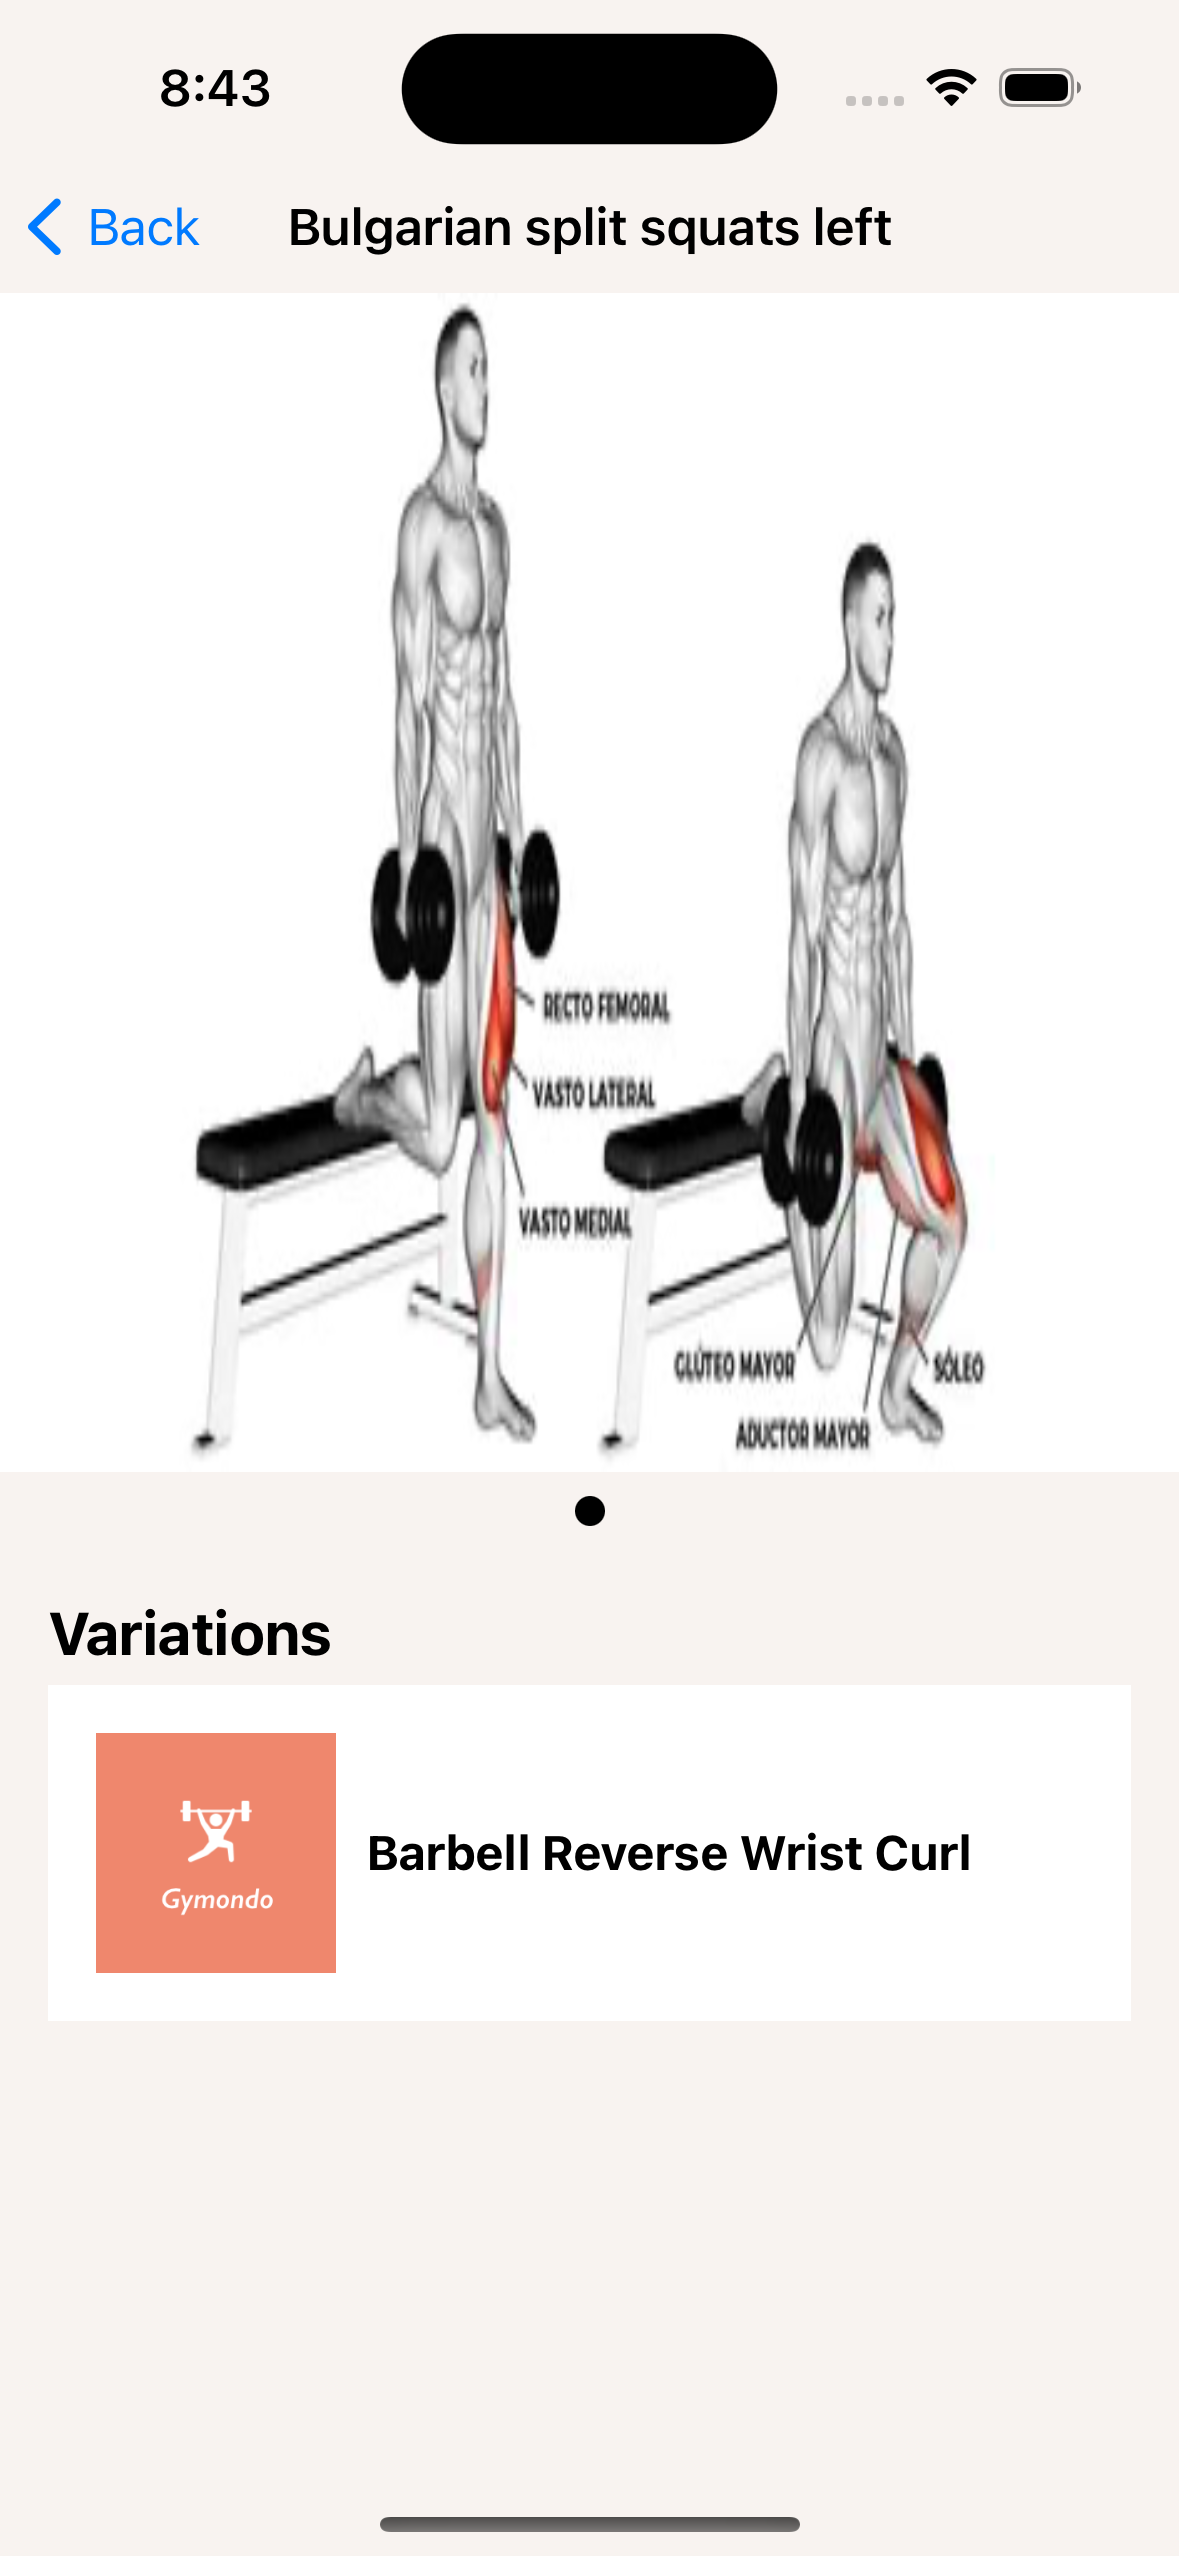 8:43
Back
Bulgarian split squats left
RECTO FEMORAL
VASTO LATERAL
VASTO MEDIAL
GLÚTEO MAYOR
SÓLEO
ADUCTOR MAYOR
Variations
Gymondo
Barbell Reverse Wrist Curl